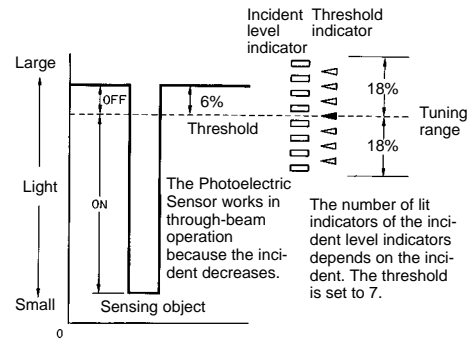 Incident
level
indicator
Threshold
indicator
Large
OFF
6%
18%
Threshold
Tuning
range
18%
Light
ON
The Photoelectric
Sensor works in
through-beam
operation
because the inci-
dent decreases.
The number of lit
indicators of the inci-
dent level indicators
depends on the inci-
dent. The threshold
is set to 7.
Small
Sensing object
0